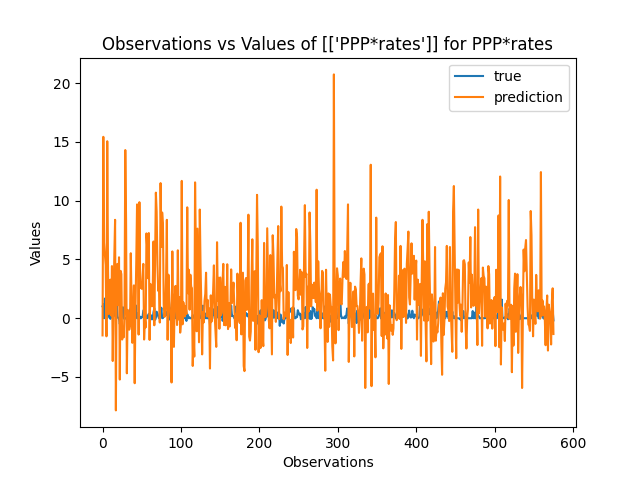 Observations vs Values of [['PPP*rates']] for PPP*rates
true
prediction
20
15
10
5
0
−5
Values
0
100
200
300
400
500
600
Observations